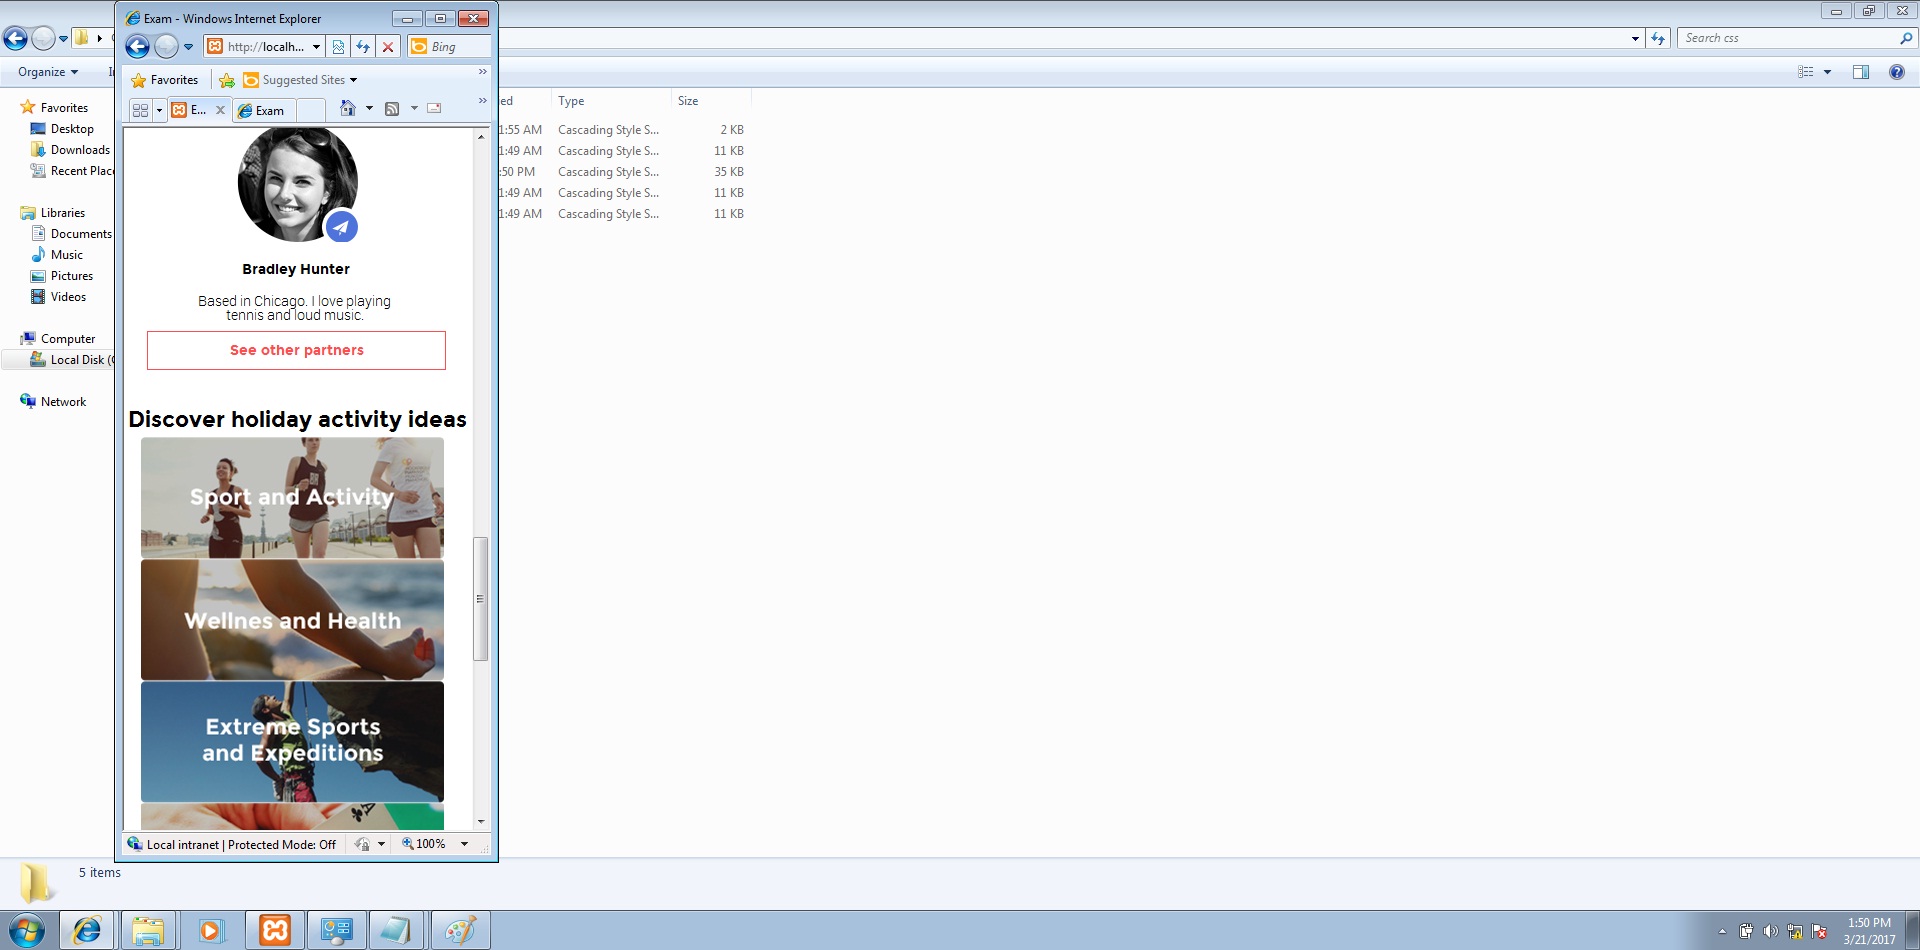 Exam - Windows Internet Explorer
http://localh...
Bing
Search css
Organize
Favorites
Suggested Sites
E...
Exam
Favorites
Desktop
Downloads
Recent Plac
Libraries
Documents
Music
Pictures
Videos
Computer
Local Disk (
Network
Bradley Hunter
Based in Chicago. I love playing
tennis and loud music.
See other partners
Discover holiday activity ideas
Sport and Activity
Wellnes and Health
Extreme Sports
and Expeditions
A
Local intranet | Protected Mode: Off
100%
ed Type Size
1:55 AM Cascading Style S... 2 KB
1:49 AM Cascading Style S... 11 KB
:50 PM Cascading Style S... 35 KB
1:49 AM Cascading Style S... 11 KB
1:49 AM Cascading Style S... 11 KB
5 items
1:50 PM
3/21/2017